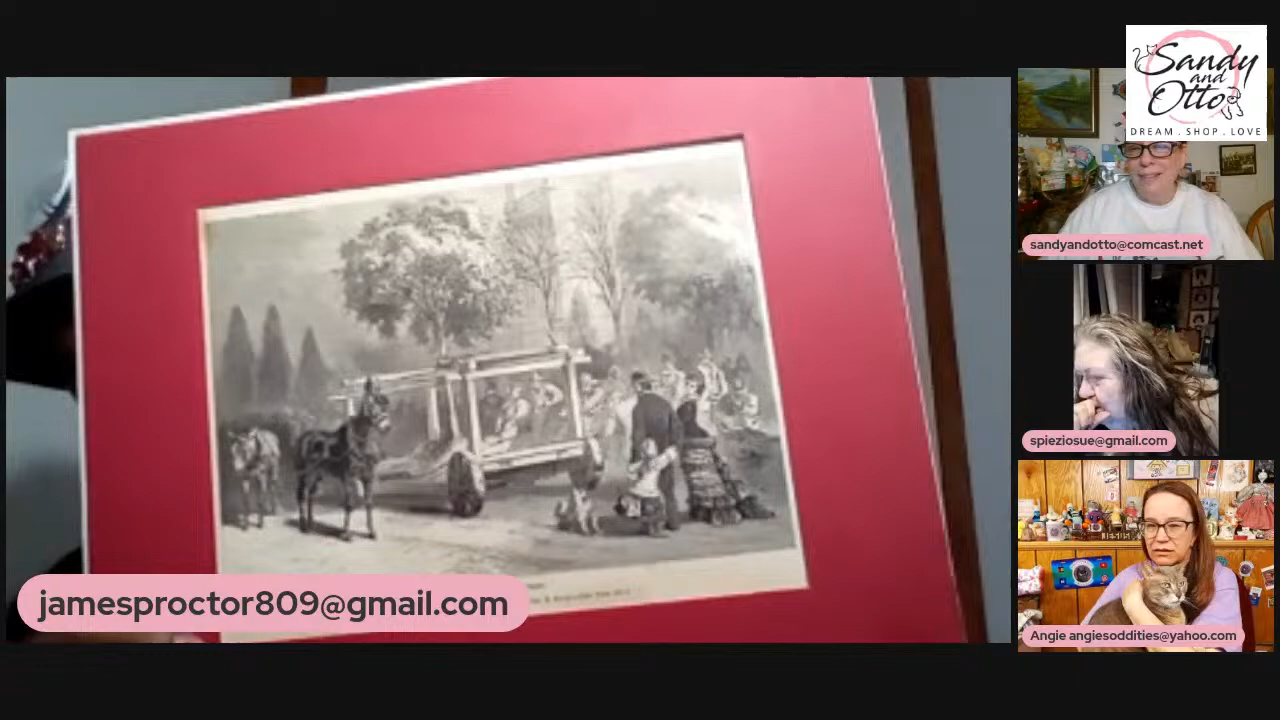 Sandy
and
Otto
DREAM . SHOP . LOVE
sandyandotto@comcast.net
spieziosue@gmail.com
JESUS
Angie angiesoddities@yahoo.com
jamesproctor809@gmail.com